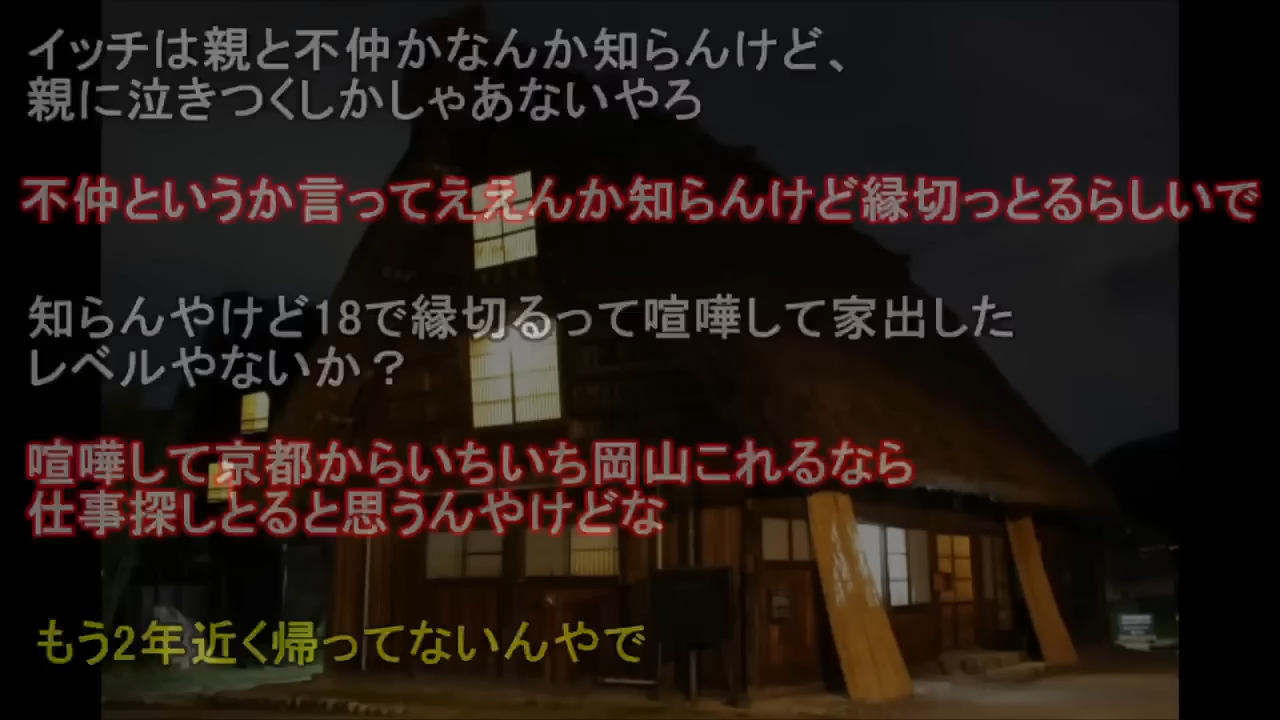 イッチは親と不仲かなんか知らんけど、
親に泣きつくしかしゃあないやろ
不仲というか言ってええんか知らんけど縁切っとるらしいで
知らんやけど18で縁切るって喧嘩して家出した
レベルやないか？
喧嘩して京都からいちいち岡山これるなら
仕事探しとると思うんやけどな
もう2年近く帰ってないんやで